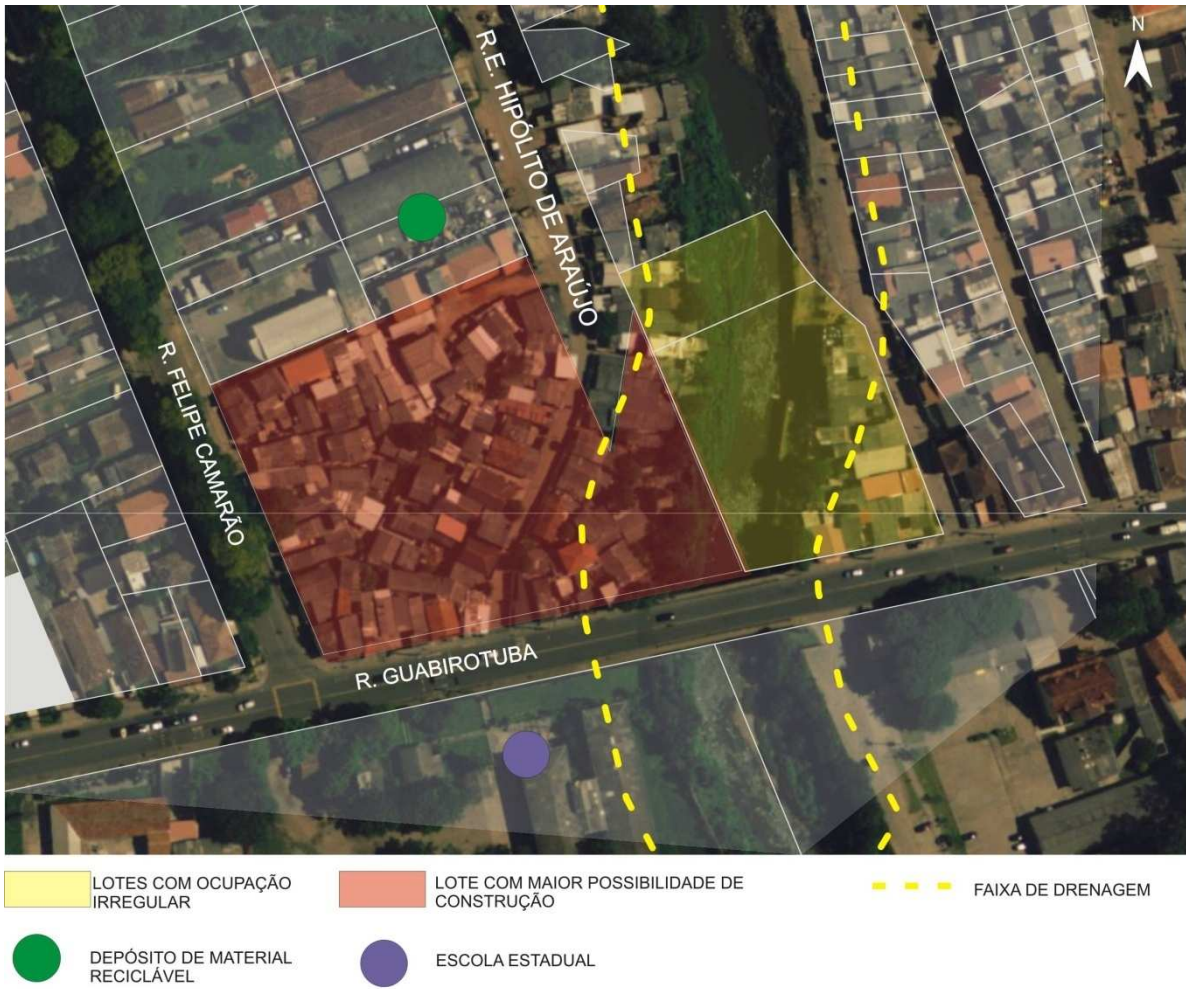 N
R.E. HIPÓLITO DE ARAÚJO
R. FELIPE CAMARÃO
R. GUABIROTUBA
LOTES COM OCUPAÇÃO
IRREGULAR
LOTE COM MAIOR POSSIBILIDADE DE
CONSTRUÇÃO
FAIXA DE DRENAGEM
DEPÓSITO DE MATERIAL
RECICLÁVEL
ESCOLA ESTADUAL